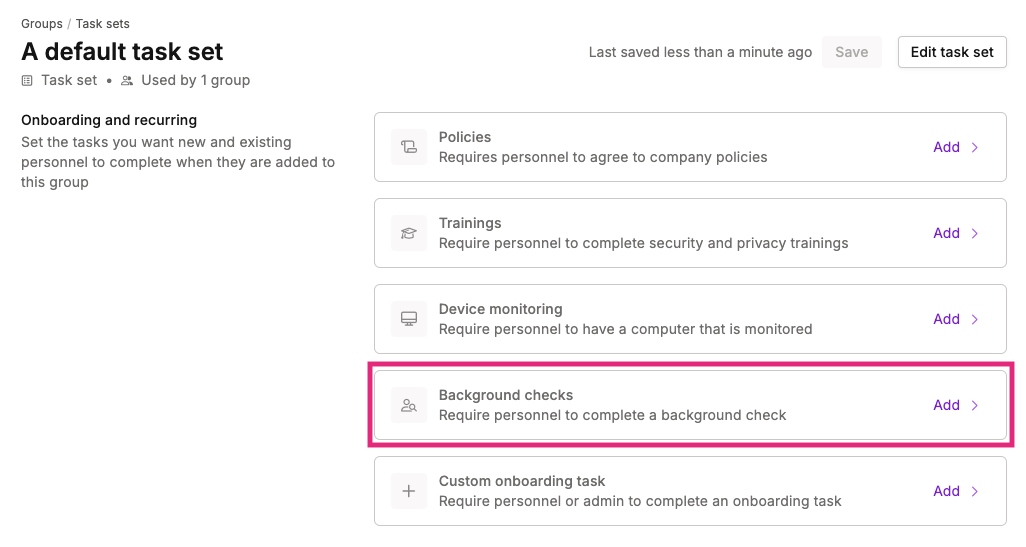 Groups / Task sets
A default task set
Last saved less than a minute ago
Save
Edit task set
Task set • Used by 1 group
Onboarding and recurring
Set the tasks you want new and existing
personnel to complete when they are added to
this group
Policies
Requires personnel to agree to company policies
Add
Trainings
Require personnel to complete security and privacy trainings
Add
Device monitoring
Require personnel to have a computer that is monitored
Add
Background checks
Require personnel to complete a background check
Add
Custom onboarding task
Require personnel or admin to complete an onboarding task
Add